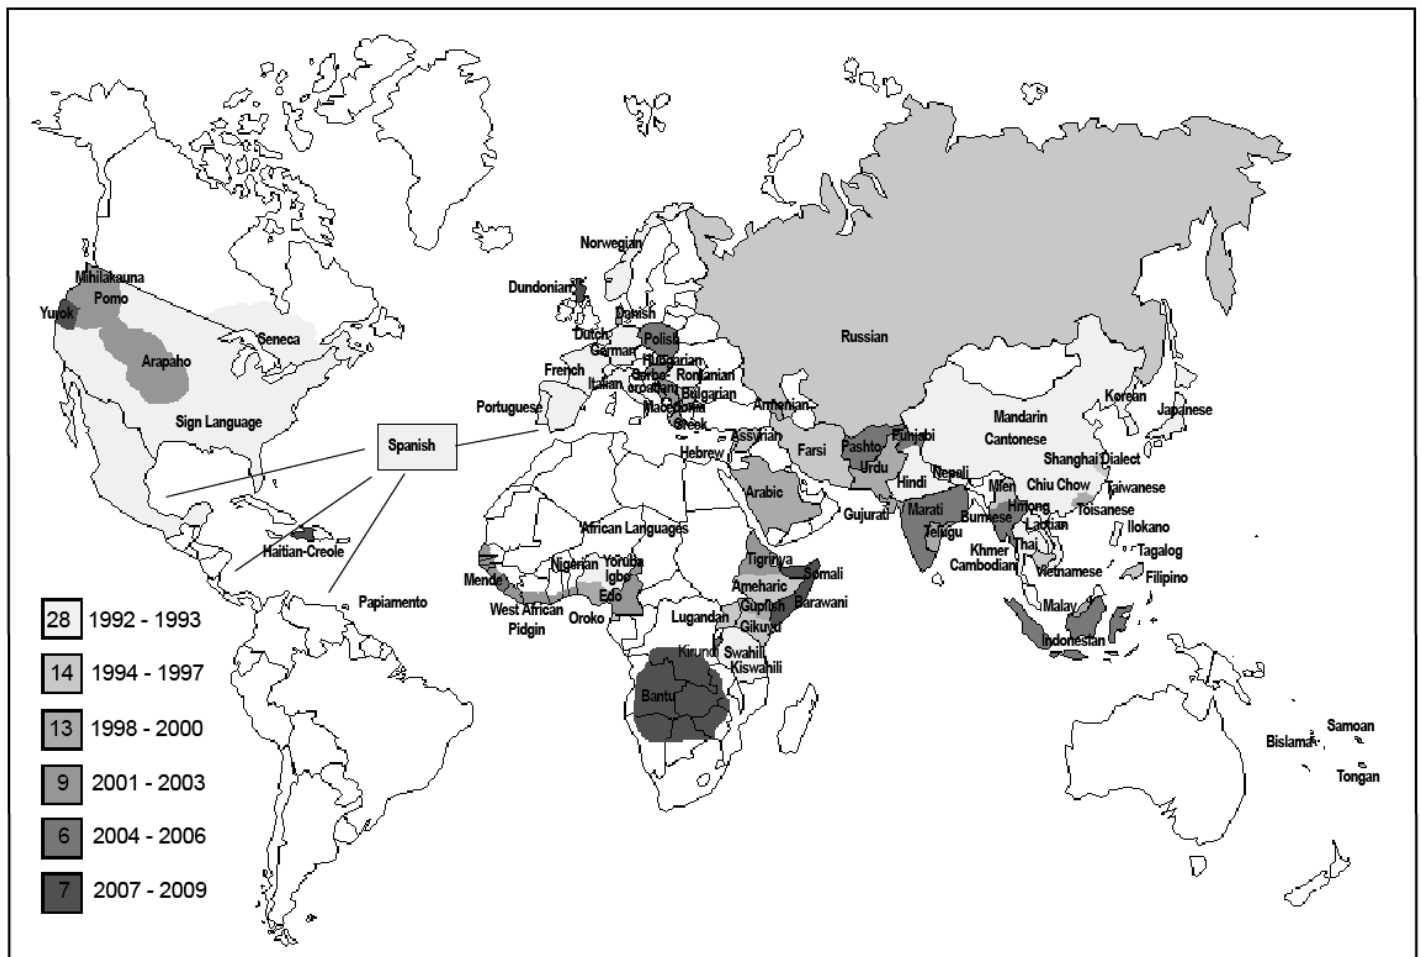 Norwegian
Mihilakauna
Pomo
Yurok
Seneca
Arapaho
Sign Language
Dundonian
Danish
Dutch
Polish
German
Hungarian
French
Serbo-
croatian
Romanian
Italian
Bulgarian
Portuguese
Macedonia
Greek
Spanish
Russian
Armenian
Assyrian
Hebrew
Farsi
Pashto
Punjabi
Urdu
Arabic
Korean
Mandarin
Japanese
Cantonese
Shanghai Dialect
Nepali
Hindi
Mien
Chiu Chow
Taiwanese
Gujurati
Marati
Hmong
Toisanese
Burmese
Telugu
Laotian
Ilokano
Khmer
Thai
Tagalog
Cambodian
Vietnamese
Filipino
Malay
Indonesian
Haitian-Creole
Papiamento
African Languages
Nigerian
Yoruba
Igbo
Mende
Edo
West African
Pidgin
Oroko
Tigrinya
Somali
Ameharic
Barawani
Gupiish
Lugandan
Gikuyu
Kirundi
Swahili
Kiswahili
Bantu
Samoan
Bislama
Tongan
28 1992 - 1993
14 1994 - 1997
13 1998 - 2000
9 2001 - 2003
6 2004 - 2006
7 2007 - 2009